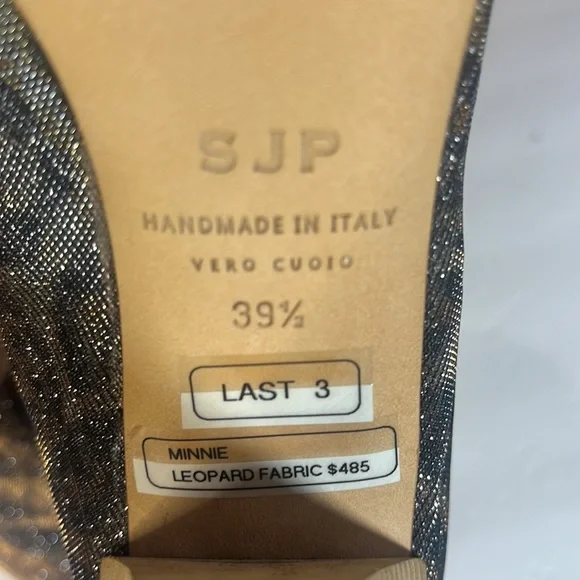 SJP
HANDMADE IN ITALY
VERO CUOIO
39½
LAST 3
MINNIE
LEOPARD FABRIC $485